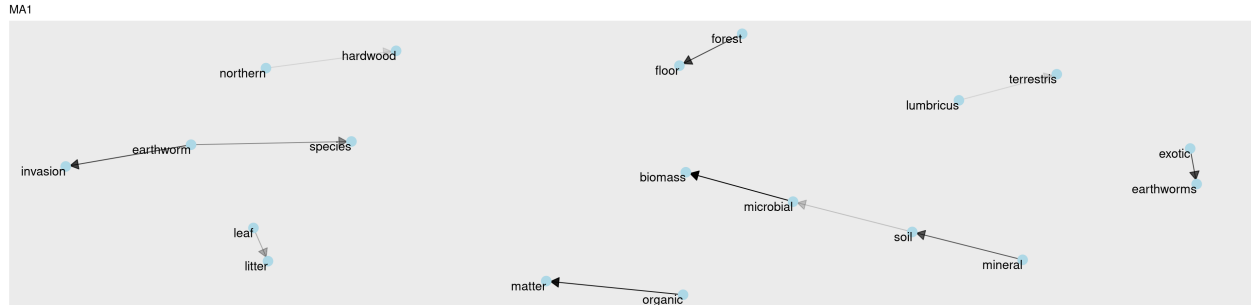 MA1
forest
hardwood
floor
northern
terrestris
lumbricus
earthworm
species
exotic
invasion
biomass
earthworms
microbial
leaf
soil
litter
mineral
matter
organic